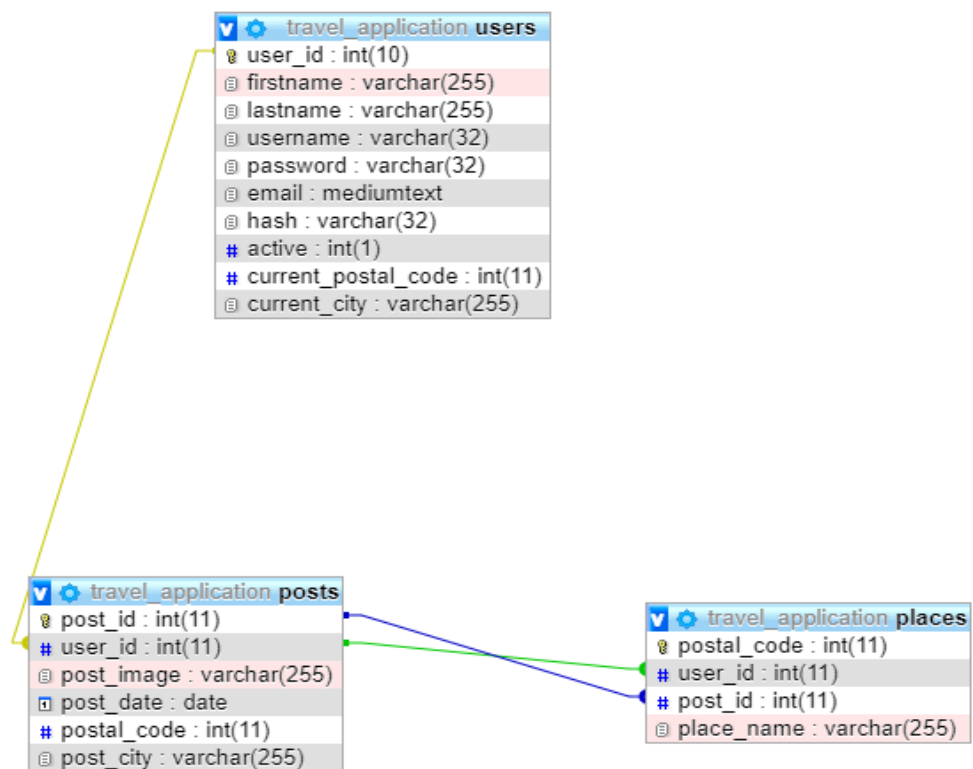 travel_application users
user_id : int(10)
firstname : varchar(255)
lastname : varchar(255)
username : varchar(32)
password : varchar(32)
email : mediumtext
hash : varchar(32)
active : int(1)
current_postal_code : int(11)
current_city : varchar(255)
travel_application posts
post_id : int(11)
user_id : int(11)
post_image : varchar(255)
post_date : date
postal_code : int(11)
post_city : varchar(255)
travel_application places
postal_code : int(11)
user_id : int(11)
post_id : int(11)
place_name : varchar(255)